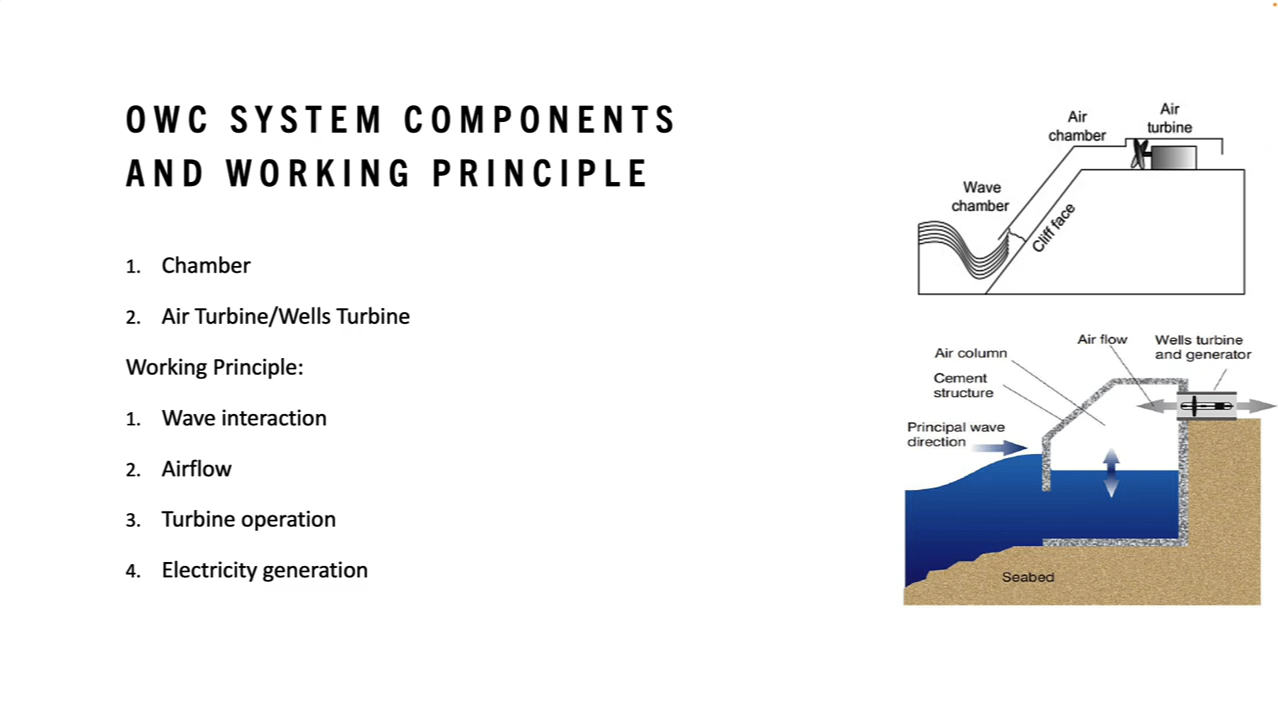 OWC SYSTEM COMPONENTS
AND WORKING PRINCIPLE
1. Chamber
2. Air Turbine/Wells Turbine
Working Principle:
1. Wave interaction
2. Airflow
3. Turbine operation
4. Electricity generation
Air
chamber
Air
turbine
Wave
chamber
Cliff face
Air flow
Wells turbine
and generator
Air column
Cement
structure
Principal wave
direction
Seabed